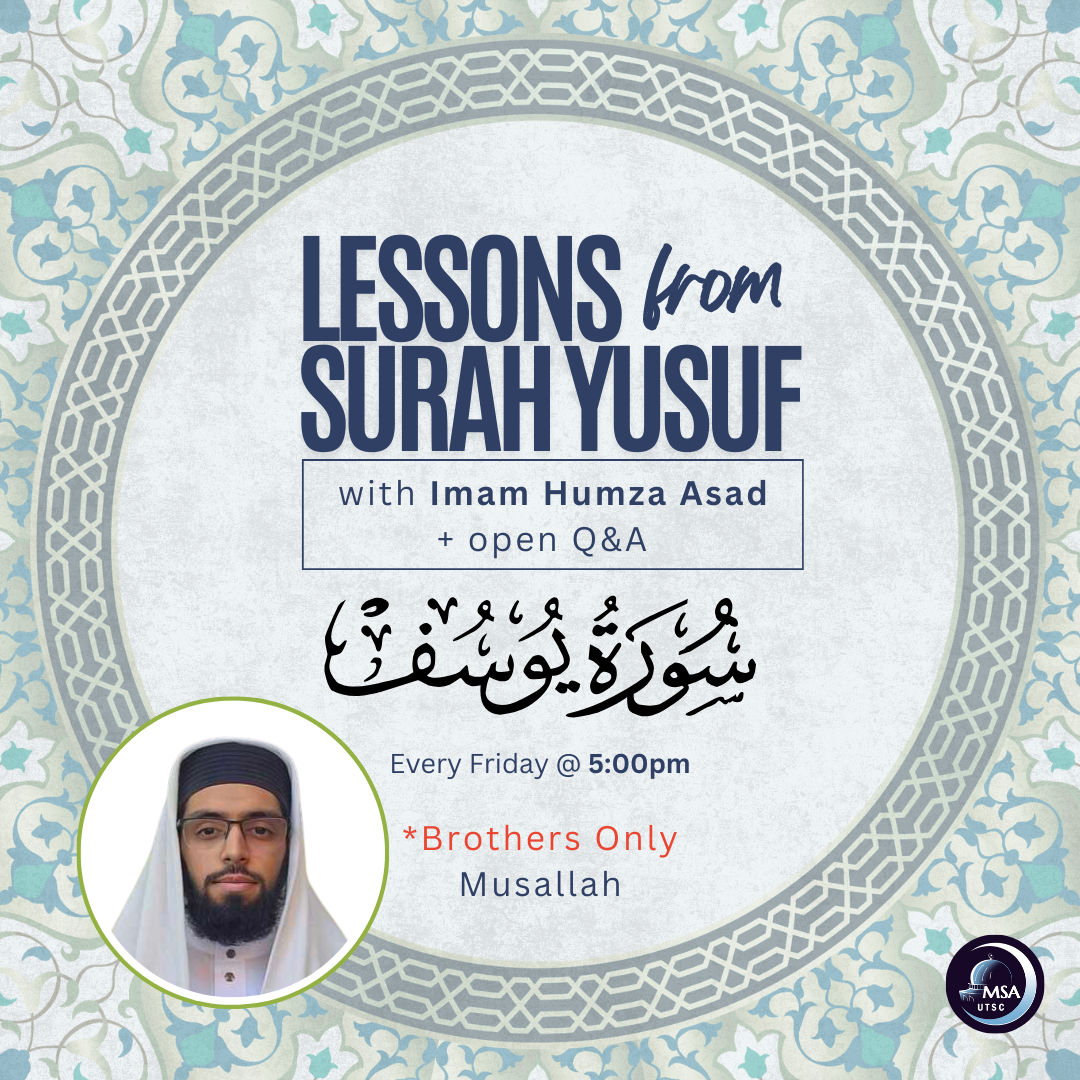 LESSONS from
SURAH YUSUF
with Imam Humza Asad
+ open Q&A
سُورَةُ يُوسُفَ
Every Friday @ 5:00pm
*Brothers Only
Musallah
MSA
UTSC